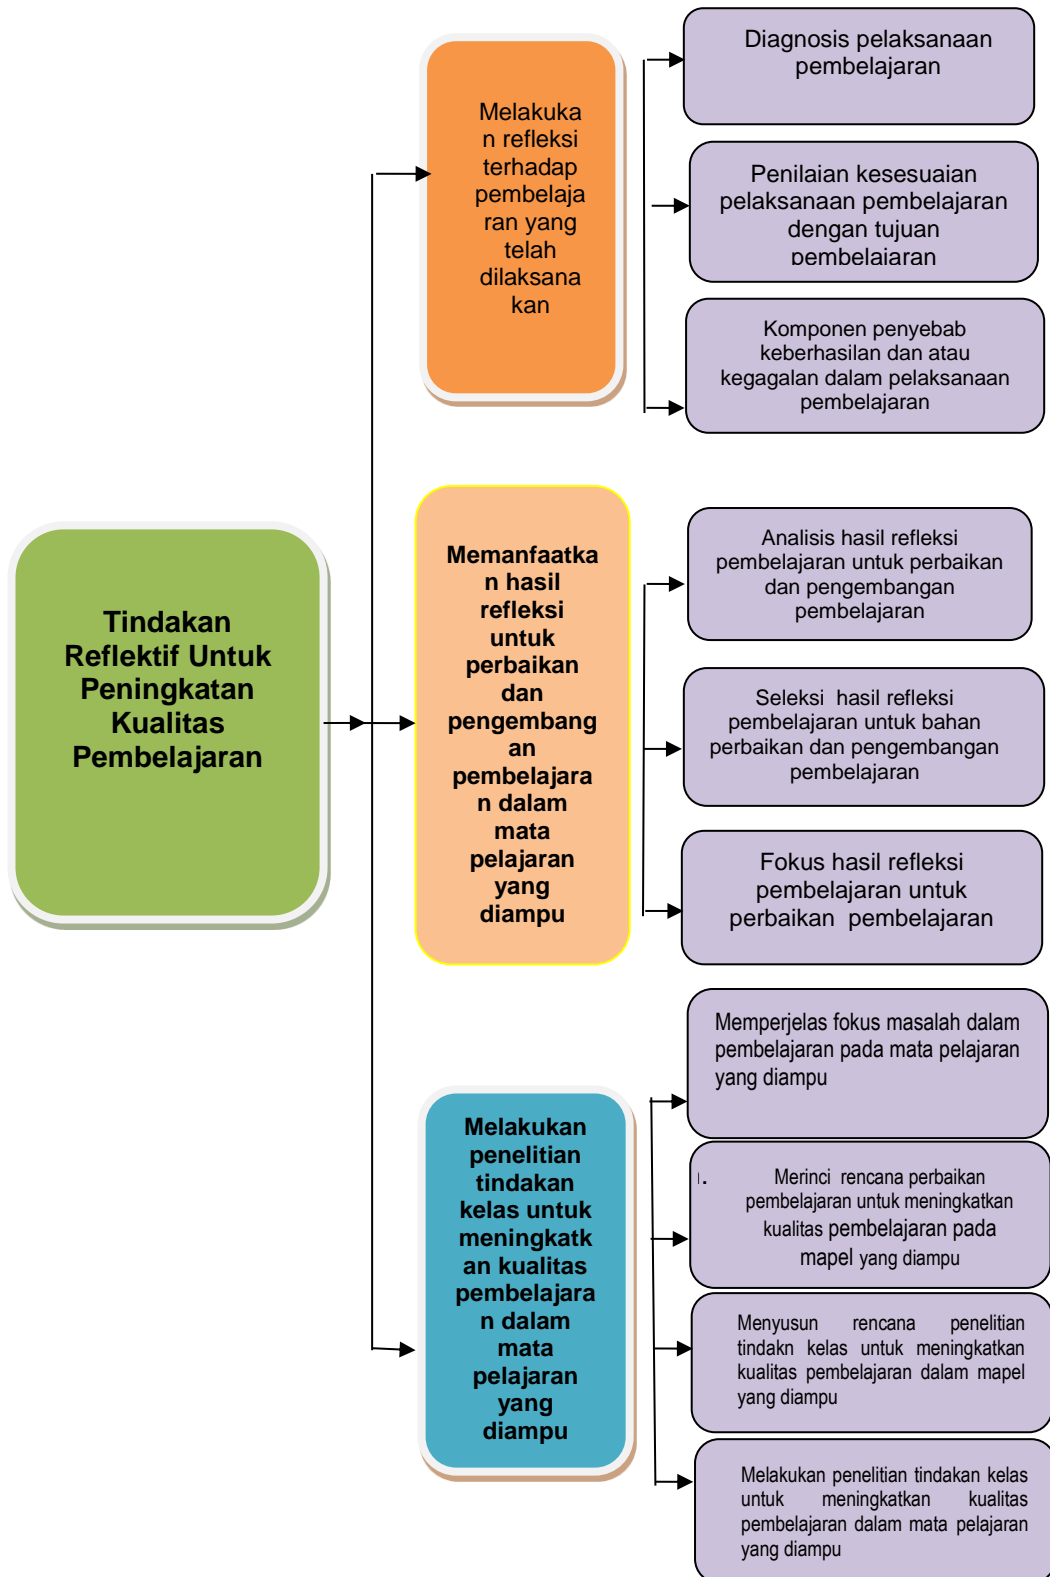 Tindakan
Reflektif Untuk
Peningkatan
Kualitas
Pembelajaran
Melakuka
n refleksi
terhadap
pembelaja
ran yang
telah
dilaksana
kan
Diagnosis pelaksanaan
pembelajaran
Penilaian kesesuaian
pelaksanaan pembelajaran
dengan tujuan
pembelajaran
Komponen penyebab
keberhasilan dan atau
kegagalan dalam pelaksanaan
pembelajaran
Memanfaatka
n hasil
refleksi
untuk
perbaikan
dan
pengembang
an
pembelajara
n dalam
mata
pelajaran
yang
diampu
Analisis hasil refleksi
pembelajaran untuk perbaikan
dan pengembangan
pembelajaran
Seleksi hasil refleksi
pembelajaran untuk bahan
perbaikan dan pengembangan
pembelajaran
Fokus hasil refleksi
pembelajaran untuk
perbaikan pembelajaran
Melakukan
penelitian
tindakan
kelas untuk
meningkatk
an kualitas
pembelajara
n dalam
mata
pelajaran
yang
diampu
Memperjelas fokus masalah dalam
pembelajaran pada mata pelajaran
yang diampu
Merinci rencana perbaikan
pembelajaran untuk meningkatkan
kualitas pembelajaran pada
mapel yang diampu
Menyusun rencana penelitian
tindakn kelas untuk meningkatkan
kualitas pembelajaran dalam mapel
yang diampu
Melakukan penelitian tindakan kelas
untuk meningkatkan kualitas
pembelajaran dalam mata pelajaran
yang diampu